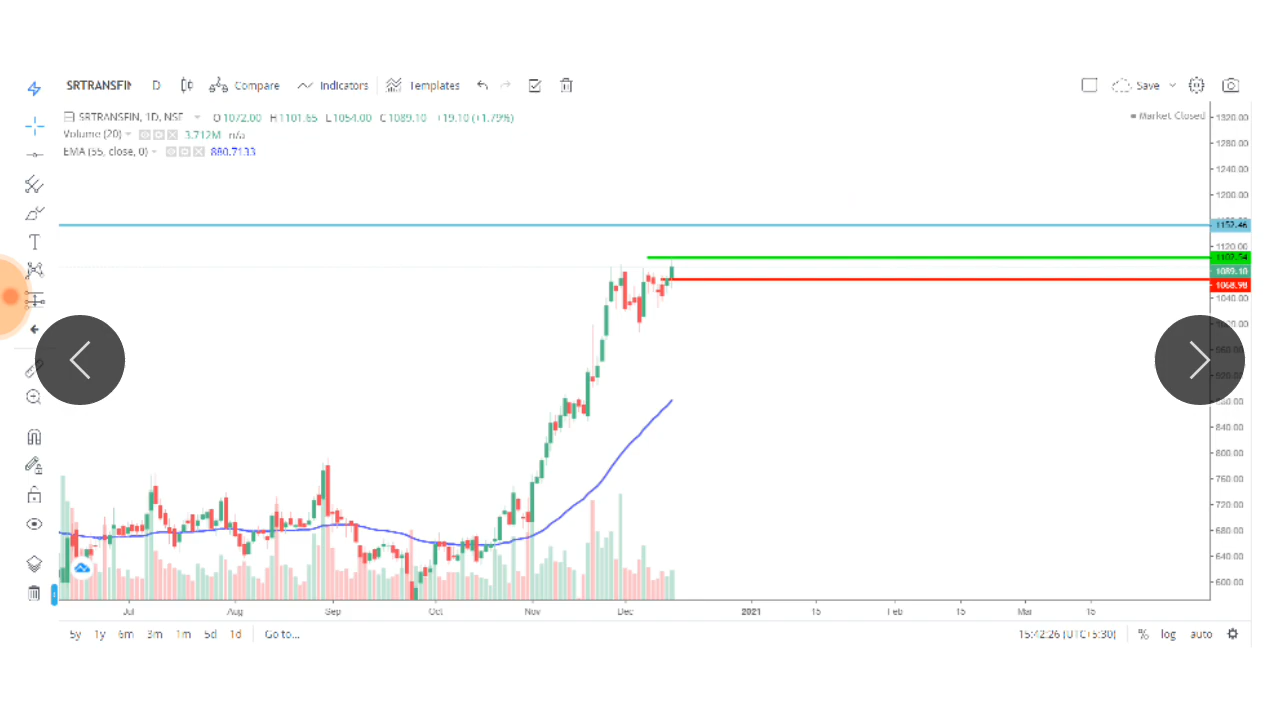 SRTRANSFIN D Compare Indicators Templates Save
SRTRANSFIN, 1D, NSE O 1072.00 H 1101.65 L 1054.00 C 1089.10 +19.10 (+1.79%) Market Closed
Volume (20) 3.712M n/a
EMA (55, close, 0) 880.7133
1320.00
1280.00
1240.00
1200.00
1152.46
1120.00
1102.54
1089.10
1068.98
1040.00
840.00
800.00
760.00
720.00
680.00
640.00
600.00
Jul Aug Sep Oct Nov Dec 2021 15 Feb 15 Mar 15
5y 1y 6m 3m 1m 5d 1d Go to... 15:42:26 (UTC+5:30) % log auto